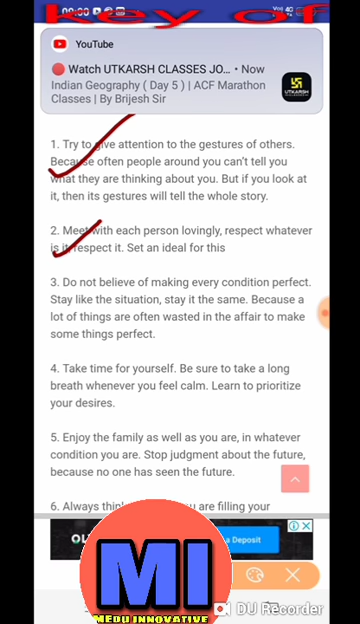 key of
YouTube
Watch UTKARSH CLASSES JO... • Now
Indian Geography ( Day 5) | ACF Marathon
Classes | By Brijesh Sir
UTKARSH
1. Try to give attention to the gestures of others.
Because often people around you can't tell you
what they are thinking about you. But if you look at
it, then its gestures will tell the whole story.
2. Meet with each person lovingly, respect whatever
is it respect it. Set an ideal for this
3. Do not believe of making every condition perfect.
Stay like the situation, stay it the same. Because a
lot of things are often wasted in the affair to make
some things perfect.
4. Take time for yourself. Be sure to take a long
breath whenever you feel calm. Learn to prioritize
your desires.
5. Enjoy the family as well as you are, in whatever
condition you are. Stop judgment about the future,
because no one has seen the future.
6. Always think are filling your
a Deposit
MI
MEDU INNOVATIVE
DU Recorder